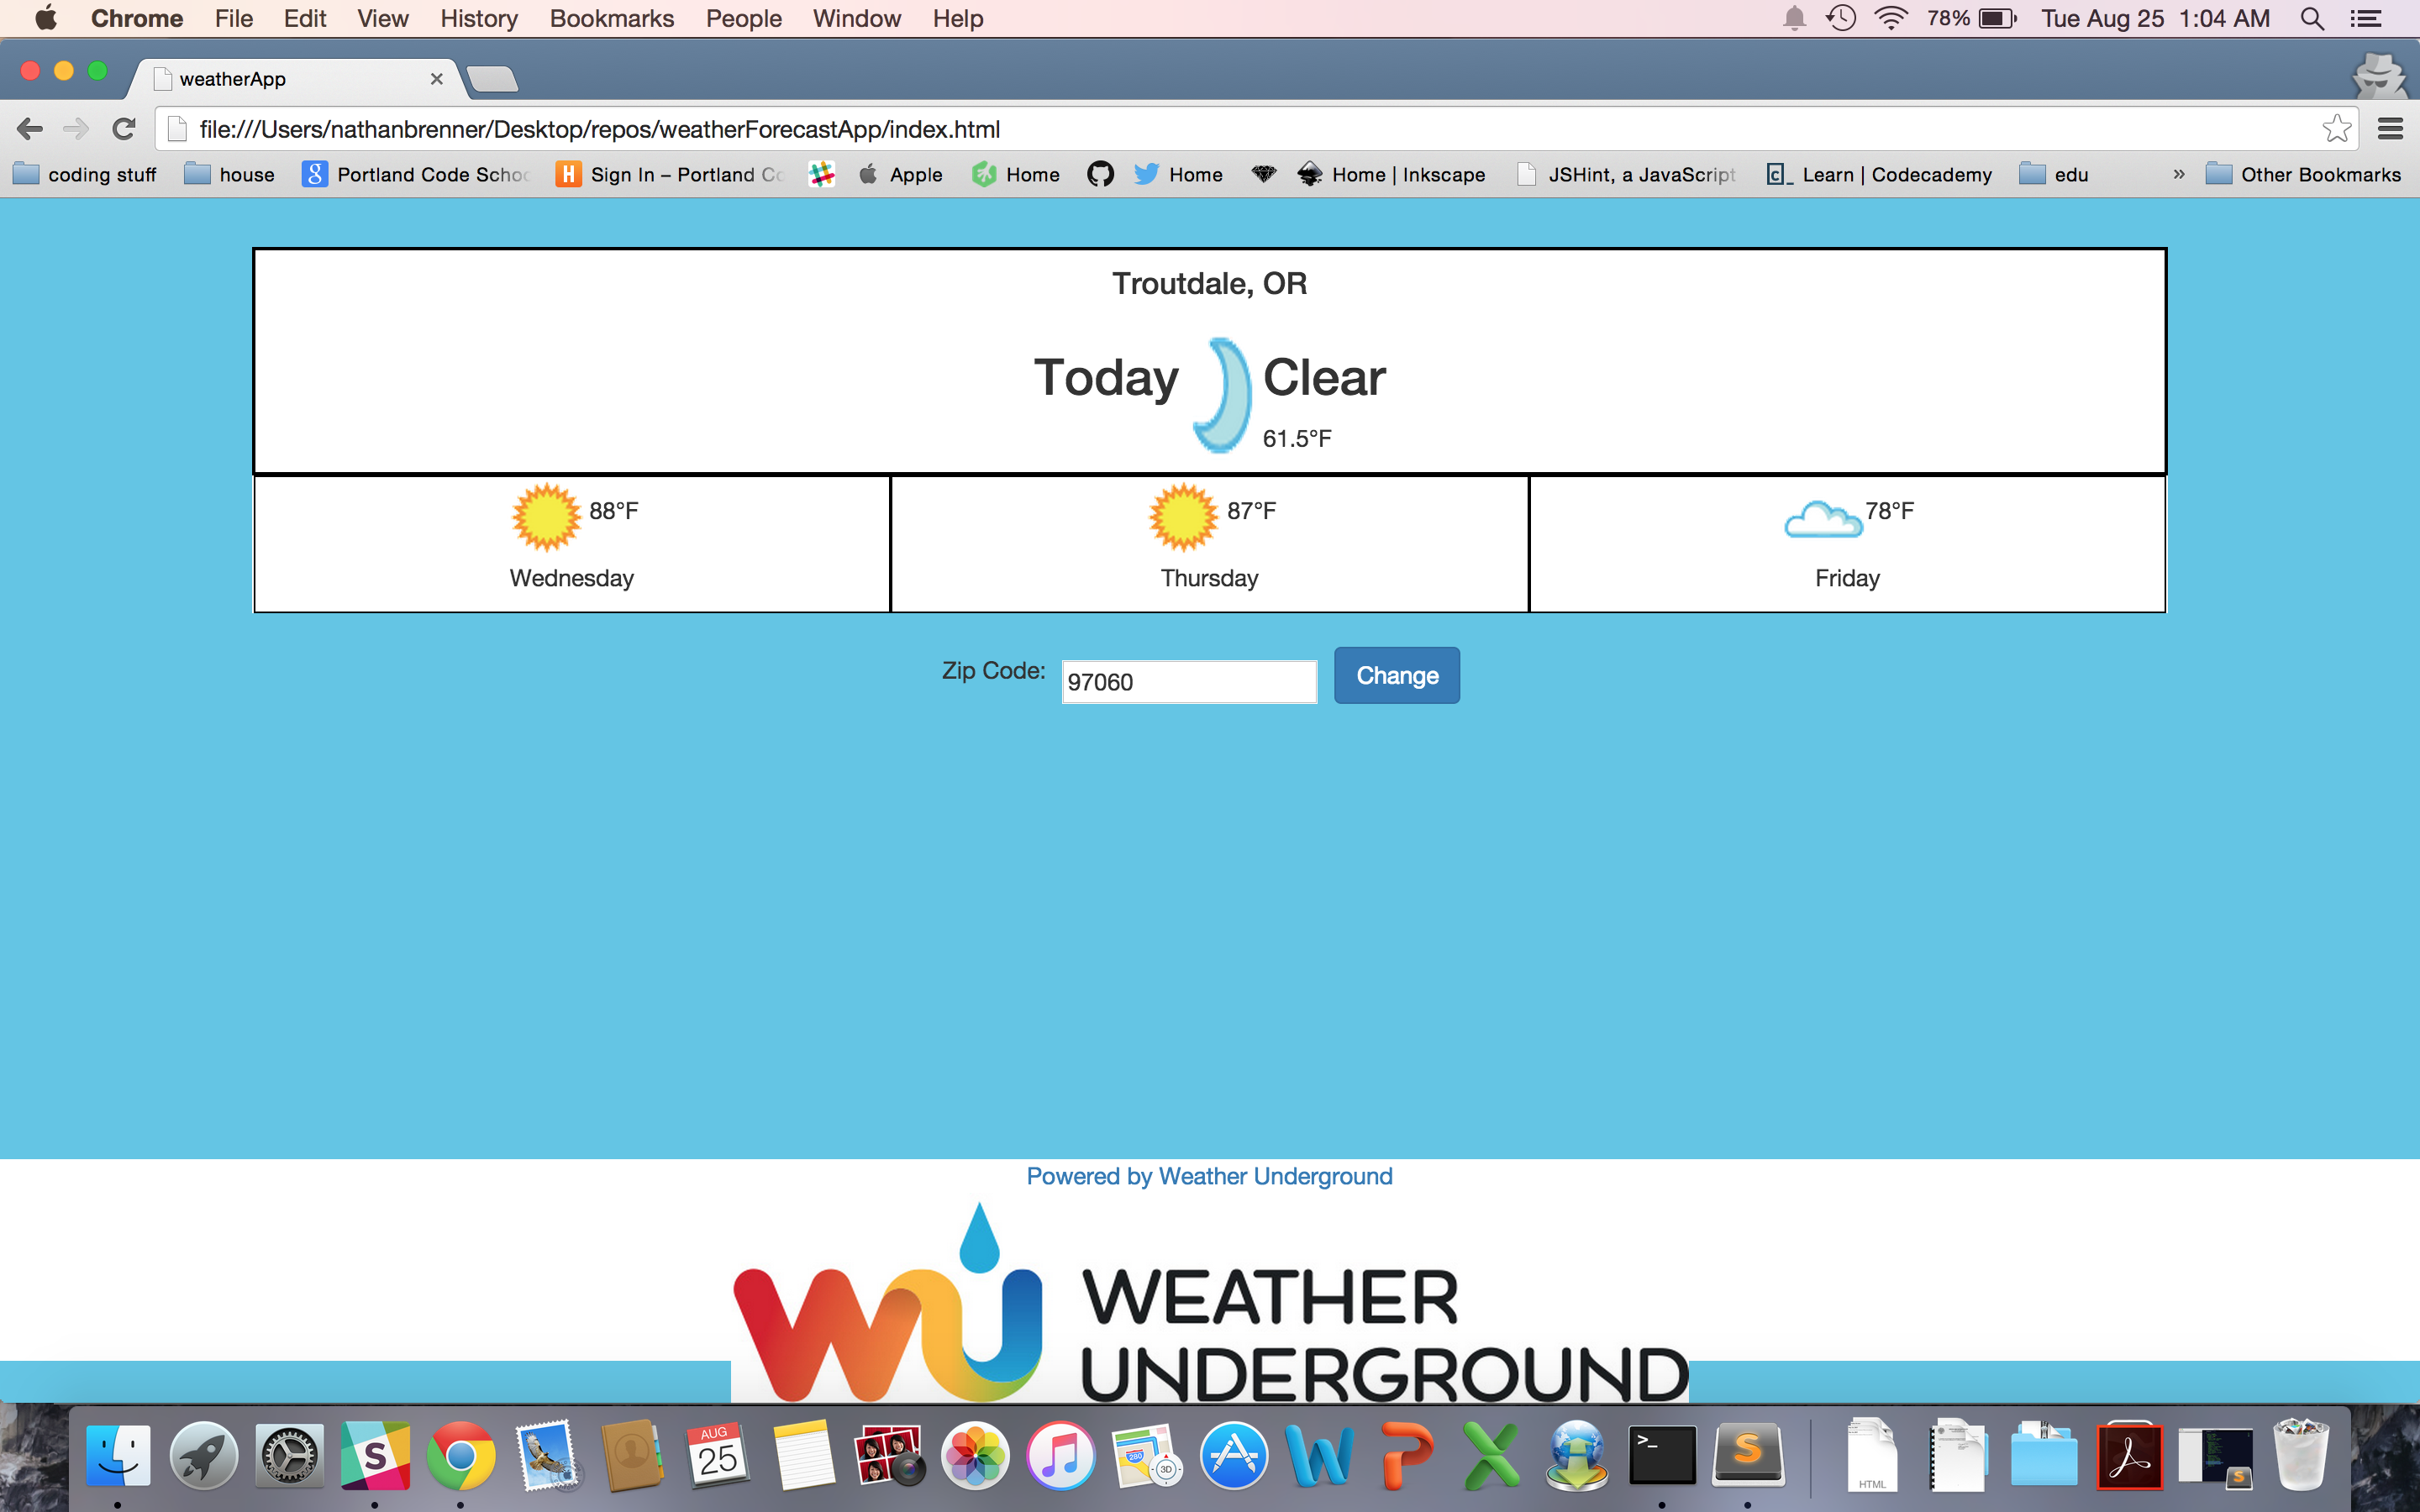 Chrome File Edit View History Bookmarks People Window Help 78% Tue Aug 25 1:04 AM
weatherApp
file:///Users/nathanbrenner/Desktop/repos/weatherForecastApp/index.html
coding stuff house Portland Code Scho Sign In – Portland Co Apple Home Home Home | Inkscape JSHint, a JavaScript Learn | Codecademy edu » Other Bookmarks
Troutdale, OR
Today Clear
61.5°F
88°F 87°F 78°F
Wednesday Thursday Friday
Zip Code: 97060 Change
Powered by Weather Underground
WEATHER
UNDERGROUND
AUG
25
280
3D
>_
HTML